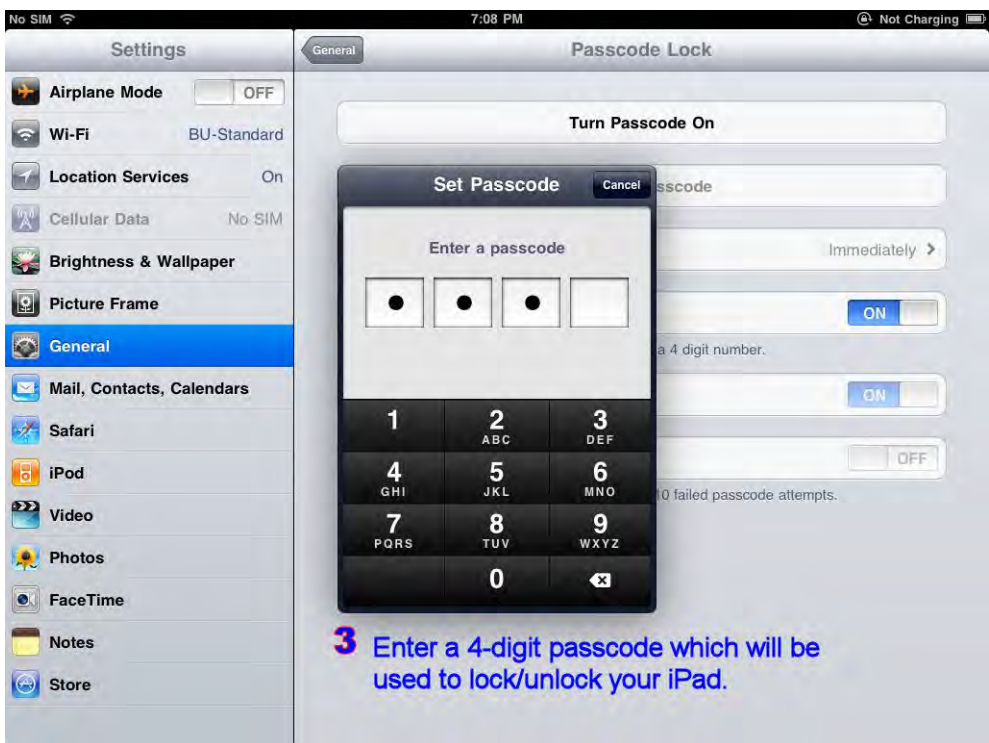 No SIM 7:08 PM Not Charging
Settings
General Passcode Lock
Airplane Mode OFF
Wi-Fi BU-Standard
Location Services On
Cellular Data No SIM
Brightness & Wallpaper
Picture Frame
General
Mail, Contacts, Calendars
Safari
iPod
Video
Photos
FaceTime
Notes
Store
Turn Passcode On
Set Passcode Cancel
Enter a passcode
1 2 ABC 3 DEF
4 GHI 5 JKL 6 MNO
7 PQRS 8 TUV 9 WXYZ
0
Immediately
ON
a 4 digit number.
ON
OFF
10 failed passcode attempts.
3 Enter a 4-digit passcode which will be
used to lock/unlock your iPad.